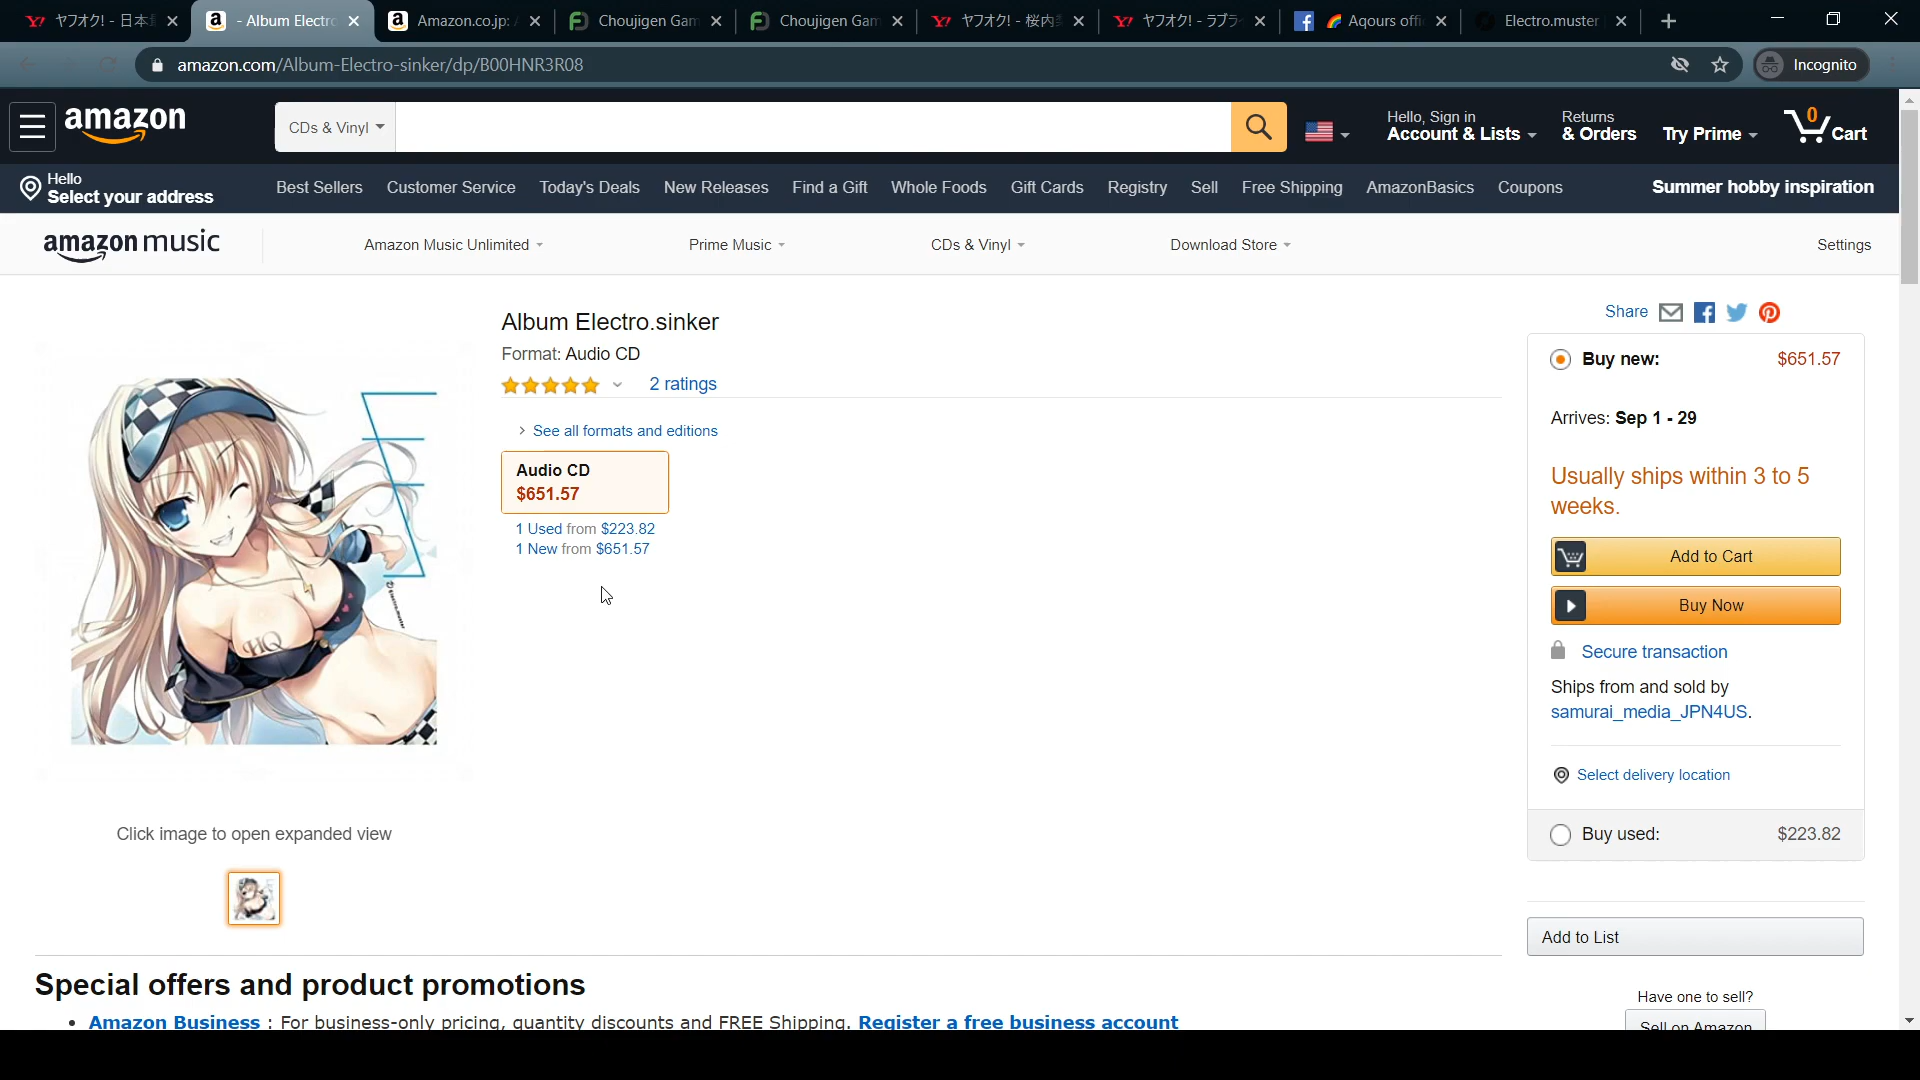 ヤフオク! - 日本
- Album Electro
Amazon.co.jp:
Choujigen Gam
Choujigen Gam
ヤフオク! - 桜内
ヤフオク! - ラブラ
Aqours offi
Electro.muster
amazon.com/Album-Electro-sinker/dp/B00HNR3R08
Incognito
amazon
CDs & Vinyl
Hello, Sign in
Account & Lists
Returns
& Orders
Try Prime
0
Cart
Hello
Select your address
Best Sellers
Customer Service
Today's Deals
New Releases
Find a Gift
Whole Foods
Gift Cards
Registry
Sell
Free Shipping
AmazonBasics
Coupons
Summer hobby inspiration
amazon music
Amazon Music Unlimited
Prime Music
CDs & Vinyl
Download Store
Settings
Album Electro.sinker
Format: Audio CD
2 ratings
See all formats and editions
Audio CD
$651.57
1 Used from $223.82
1 New from $651.57
HQ
Click image to open expanded view
Share
Buy new: $651.57
Arrives: Sep 1 - 29
Usually ships within 3 to 5
weeks.
Add to Cart
Buy Now
Secure transaction
Ships from and sold by
samurai_media_JPN4US.
Select delivery location
Buy used: $223.82
Add to List
Have one to sell?
Sell on Amazon
Special offers and product promotions
• Amazon Business : For business-only pricing, quantity discounts and FREE Shipping. Register a free business account